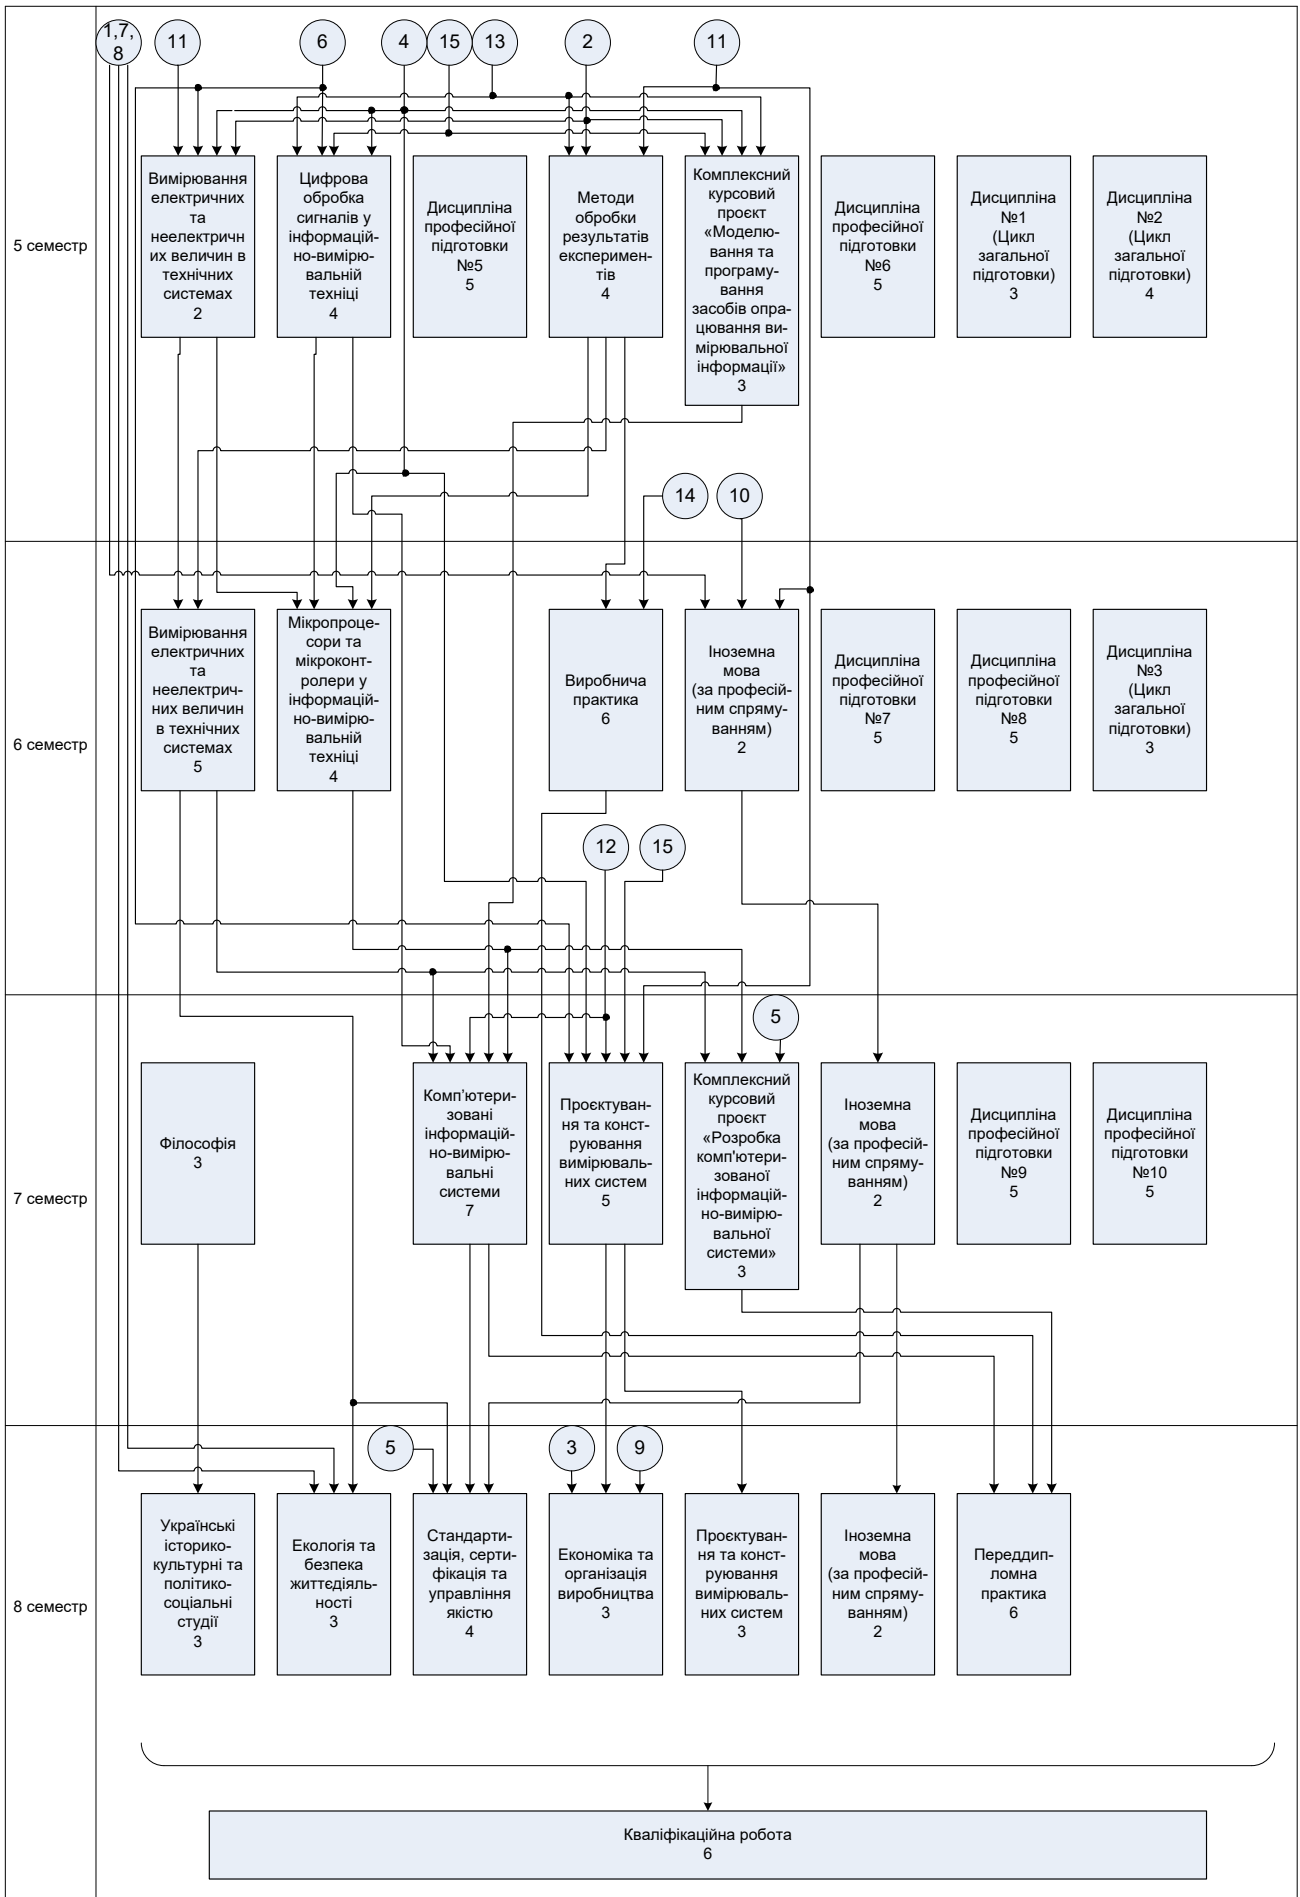 1,7,
8
11
6
4
15
13
2
11
5 семестр
Вимірювання
електричних
та
неелектричн
их величин в
технічних
системах
2
Цифрова
обробка
сигналів у
інформацій-
но-вимірю-
вальній
техніці
4
Дисципліна
професійної
підготовки
№5
5
Методи
обробки
результатів
експеримен-
тів
4
Комплексний
курсовий
проєкт
«Моделю-
вання та
програму-
вання
засобів опра-
цювання ви-
мірювальної
інформації»
3
Дисципліна
професійної
підготовки
№6
5
Дисципліна
№1
(Цикл
загальної
підготовки)
3
Дисципліна
№2
(Цикл
загальної
підготовки)
4
14
10
6 семестр
Вимірювання
електричних
та
неелектрич-
них величин
в технічних
системах
5
Мікропроце-
сори та
мікроконт-
ролери у
інформацій-
но-вимірю-
вальній
техніці
4
Виробнича
практика
6
Іноземна
мова
(за професій-
ним спряму-
ванням)
2
Дисципліна
професійної
підготовки
№7
5
Дисципліна
професійної
підготовки
№8
5
Дисципліна
№3
(Цикл
загальної
підготовки)
3
12
15
5
7 семестр
Філософія
3
Комп’ютери-
зовані
інформацій-
но-вимірю-
вальні
системи
7
Проєктуван-
ня та конст-
руювання
вимірюваль-
них систем
5
Комплексний
курсовий
проєкт
«Розробка
комп'ютери-
зованої
інформацій-
но-вимірю-
вальної
системи»
3
Іноземна
мова
(за професій-
ним спряму-
ванням)
2
Дисципліна
професійної
підготовки
№9
5
Дисципліна
професійної
підготовки
№10
5
5
3
9
8 семестр
Українські
історико-
культурні та
політико-
соціальні
студії
3
Екологія та
безпека
життєдіяль-
ності
3
Стандарти-
зація, серти-
фікація та
управління
якістю
4
Економіка та
організація
виробництва
3
Проєктуван-
ня та конст-
руювання
вимірюваль-
них систем
3
Іноземна
мова
(за професій-
ним спряму-
ванням)
2
Переддип-
ломна
практика
6
Кваліфікаційна робота
6